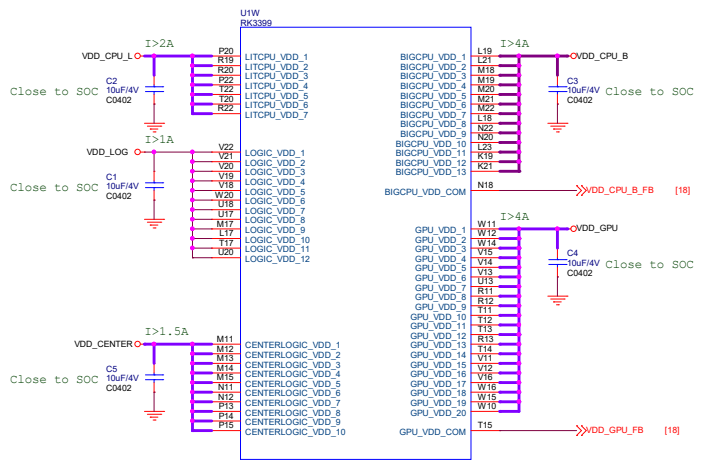 U1W
RK3399
I>2A
VDD_CPU_L
C2
10uF/4V
C0402
Close to SOC
P20 LITCPU_VDD_1
R19 LITCPU_VDD_2
R20 LITCPU_VDD_3
P22 LITCPU_VDD_4
T22 LITCPU_VDD_5
T20 LITCPU_VDD_6
R22 LITCPU_VDD_7
I>1A
VDD_LOG
C1
10uF/4V
C0402
Close to SOC
V22 LOGIC_VDD_1
V21 LOGIC_VDD_2
V20 LOGIC_VDD_3
V19 LOGIC_VDD_4
V18 LOGIC_VDD_5
W20 LOGIC_VDD_6
U18 LOGIC_VDD_7
U17 LOGIC_VDD_8
M17 LOGIC_VDD_9
L17 LOGIC_VDD_10
T17 LOGIC_VDD_11
U20 LOGIC_VDD_12
I>1.5A
VDD_CENTER
C5
10uF/4V
C0402
Close to SOC
M11 CENTERLOGIC_VDD_1
M12 CENTERLOGIC_VDD_2
M13 CENTERLOGIC_VDD_3
M14 CENTERLOGIC_VDD_4
M15 CENTERLOGIC_VDD_5
N11 CENTERLOGIC_VDD_6
N12 CENTERLOGIC_VDD_7
P13 CENTERLOGIC_VDD_8
P14 CENTERLOGIC_VDD_9
P15 CENTERLOGIC_VDD_10
BIGCPU_VDD_1 L19
BIGCPU_VDD_2 L21
BIGCPU_VDD_3 M18
BIGCPU_VDD_4 M19
BIGCPU_VDD_5 M20
BIGCPU_VDD_6 M21
BIGCPU_VDD_7 M22
BIGCPU_VDD_8 L18
BIGCPU_VDD_9 N22
BIGCPU_VDD_10 N20
BIGCPU_VDD_11 L23
BIGCPU_VDD_12 K19
BIGCPU_VDD_13 K21
I>4A
VDD_CPU_B
C3
10uF/4V
C0402
Close to SOC
BIGCPU_VDD_COM N18
VDD_CPU_B_FB [18]
GPU_VDD_1 W11
GPU_VDD_2 W12
GPU_VDD_3 W14
GPU_VDD_4 V15
GPU_VDD_5 V14
GPU_VDD_6 V13
GPU_VDD_7 U13
GPU_VDD_8 R11
GPU_VDD_9 R12
GPU_VDD_10 T11
GPU_VDD_11 T12
GPU_VDD_12 T13
GPU_VDD_13 R13
GPU_VDD_14 T14
GPU_VDD_15 V11
GPU_VDD_16 V12
GPU_VDD_17 V16
GPU_VDD_18 W16
GPU_VDD_19 W15
GPU_VDD_20 W10
I>4A
VDD_GPU
C4
10uF/4V
C0402
Close to SOC
GPU_VDD_COM T15
VDD_GPU_FB [18]